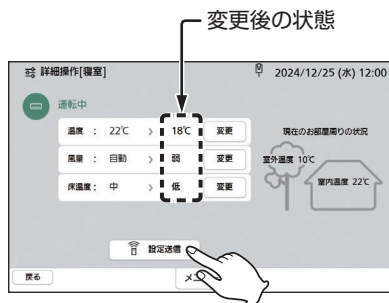 変更後の状態
詳細操作[寝室]
2024/12/25 (水) 12:00
運転中
温度 : 22℃ > 18℃ 変更
現在のお部屋周りの状況
風量 : 自動 > 弱 変更
室外温度 10℃
室内温度 22℃
床温度 : 中 > 低 変更
設定送信
戻る
メニ